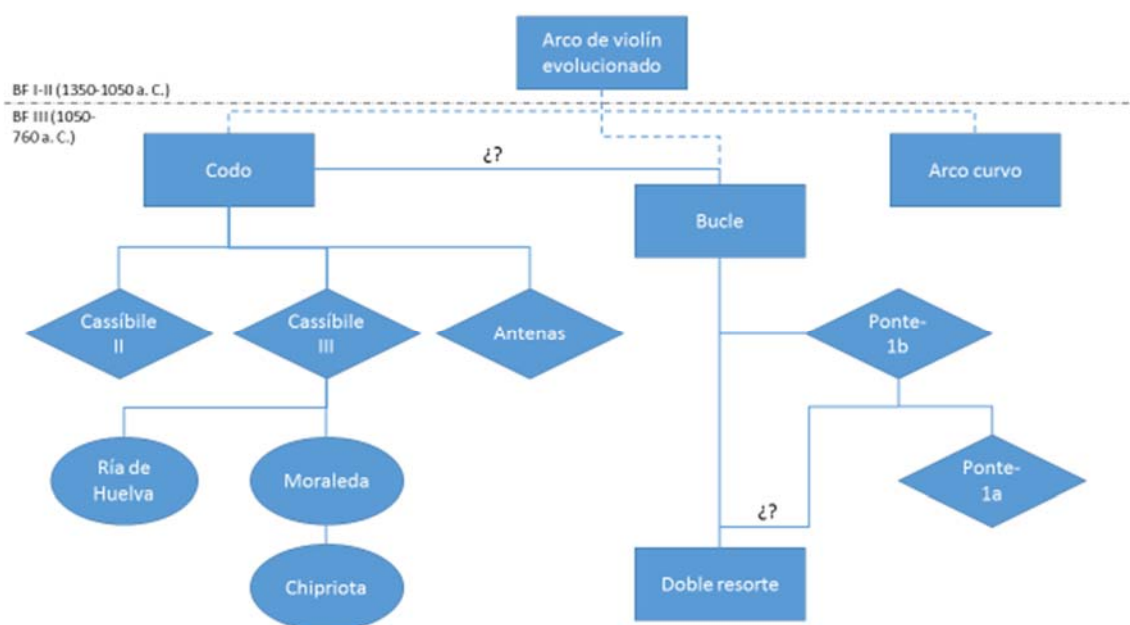 Arco de violín
evolucionado
BF I-II (1350-1050 a. C.)
BF III (1050-
760 a. C.)
Codo
¿?
Bucle
Arco curvo
Cassíbile
II
Cassíbile
III
Antenas
Ponte-
1b
Ría de
Huelva
Moraleda
Ponte-
1a
¿?
Chipriota
Doble resorte